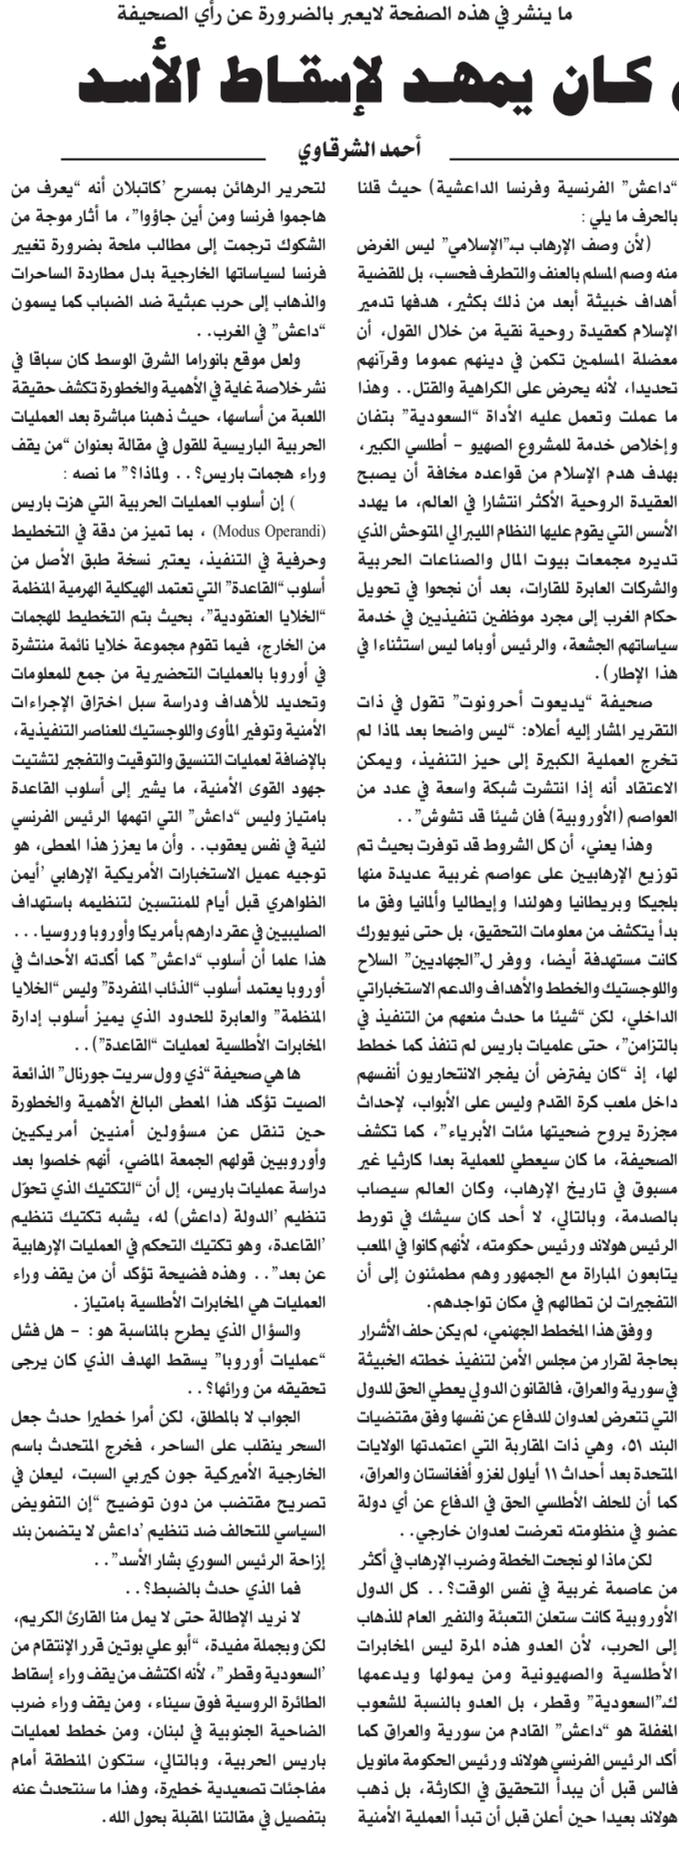 ما ينشر في هذه الصفحة لايعبر بالضرورة عن رأي الصحيفة
كان يمهد لإسقاط الأسد
أحمد الشرقاوي
“داعش” الفرنسية وفرنسا الداعشية) حيث قلنا
بالحرف ما يلي :
(لأن وصف الإرهاب بـ”الإسلامي” ليس الغرض
منه وصم المسلم بالعنف والتطرف فحسب، بل للقضية
أهداف خبيثة أبعد من ذلك بكثير، هدفها تدمير
الإسلام كعقيدة روحية نقية من خلال القول، أن
معضلة المسلمين تكمن في دينهم عموما وقرآنهم
تحديدا، لأنه يحرض على الكراهية والقتل.. وهذا
ما عملت وتعمل عليه الأداة “السعودية” بتفان
وإخلاص خدمة للمشروع الصهيو – أطلسي الكبير،
بهدف هدم الإسلام من قواعده مخافة أن يصبح
العقيدة الروحية الأكثر انتشارا في العالم، ما يهدد
الأسس التي يقوم عليها النظام الليبرالي المتوحش الذي
تديره مجمعات بيوت المال والصناعات الحربية
والشركات العابرة للقارات، بعد أن نجحوا في تحويل
حكام الغرب إلى مجرد موظفين تنفيذيين في خدمة
سياساتهم الجشعة، والرئيس أوباما ليس استثناءا في
هذا الإطار).
صحيفة “يديعوت أحرونوت” تقول في ذات
التقرير المشار إليه أعلاه: “ليس واضحا بعد لماذا لم
تخرج العملية الكبيرة إلى حيز التنفيذ، ويمكن
الاعتقاد أنه إذا انتشرت شبكة واسعة في عدد من
العواصم (الأوروبية) فان شيئا قد تشوش”..
وهذا يعني، أن كل الشروط قد توفرت بحيث تم
توزيع الإرهابيين على عواصم غربية عديدة منها
بلجيكا وبريطانيا وهولندا وإيطاليا وألمانيا وفق ما
بدأ يتكشف من معلومات التحقيق، بل حتى نيويورك
كانت مستهدفة أيضا، ووفر لـ”الجهاديين” السلاح
واللوجستيك والخطط والأهداف والدعم الاستخباراتي
الداخلي، لكن “شيئا ما حدث منعهم من التنفيذ في
بالتزامن”، حتى علميات باريس لم تنفذ كما خطط
لها، إذ “كان يفترض أن يفجر الانتحاريون أنفسهم
داخل ملعب كرة القدم وليس على الأبواب، لإحداث
مجزرة يروح ضحيتها مئات الأبرياء”، كما تكشف
الصحيفة، ما كان سيعطي للعملية بعدا كارثيا غير
مسبوق في تاريخ الإرهاب، وكان العالم سيصاب
بالصدمة، وبالتالي، لا أحد كان سيشك في تورط
الرئيس هولاند ورئيس حكومته، لأنهم كانوا في الملعب
يتابعون المباراة مع الجمهور وهم مطمئنون إلى أن
التفجيرات لن تطالهم في مكان تواجدهم.
ووفق هذا المخطط الجهنمي، لم يكن حلف الأشرار
بحاجة لقرار من مجلس الأمن لتنفيذ خطته الخبيثة
في سورية والعراق، فالقانون الدولي يعطي الحق للدول
التي تتعرض لعدوان للدفاع عن نفسها وفق مقتضيات
البند ٥١، وهي ذات المقاربة التي اعتمدتها الولايات
المتحدة بعد أحداث ١١ أيلول لغزو أفغانستان والعراق،
كما أن للحلف الأطلسي الحق في الدفاع عن أي دولة
عضو في منظومته تعرضت لعدوان خارجي..
لكن ماذا لو نجحت الخطة وضرب الإرهاب في أكثر
من عاصمة غربية في نفس الوقت؟.. كل الدول
الأوروبية كانت ستعلن التعبئة والنفير العام للذهاب
إلى الحرب، لأن العدو هذه المرة ليس المخابرات
الأطلسية والصهيونية ومن يمولها ويدعمها
كـ”السعودية” وقطر، بل العدو بالنسبة للشعوب
المغفلة هو “داعش” القادم من سورية والعراق كما
أكد الرئيس الفرنسي هولاند ورئيس الحكومة مانويل
فالس قبل أن يبدأ التحقيق في الكارثة، بل ذهب
هولاند بعيدا حين أعلن قبل أن تبدأ العملية الأمنية
لتحرير الرهائن بمسرح ’كاتبلان أنه “يعرف من
هاجموا فرنسا ومن أين جاؤوا”، ما أثار موجة من
الشكوك ترجمت إلى مطالب ملحة بضرورة تغيير
فرنسا لسياساتها الخارجية بدل مطاردة الساحرات
والذهاب إلى حرب عبثية ضد الضباب كما يسمون
“داعش” في الغرب..
ولعل موقع بانوراما الشرق الوسط كان سباقا في
نشر خلاصة غاية في الأهمية والخطورة تكشف حقيقة
اللعبة من أساسها، حيث ذهبنا مباشرة بعد العمليات
الحربية الباريسية للقول في مقالة بعنوان “من يقف
وراء هجمات باريس؟.. ولماذا؟” ما نصه :
) إن أسلوب العمليات الحربية التي هزت باريس
(Modus Operandi) ، بما تميز من دقة في التخطيط
وحرفية في التنفيذ، يعتبر نسخة طبق الأصل من
أسلوب “القاعدة” التي تعتمد الهيكلية الهرمية المنظمة
“الخلايا العنقودية”، بحيث يتم التخطيط للهجمات
من الخارج، فيما تقوم مجموعة خلايا نائمة منتشرة
في أوروبا بالعمليات التحضيرية من جمع للمعلومات
وتحديد للأهداف ودراسة سبل اختراق الإجراءات
الأمنية وتوفير المأوى واللوجستيك للعناصر التنفيذية،
بالإضافة لعمليات التنسيق والتوقيت والتفجير لتشتيت
جهود القوى الأمنية، ما يشير إلى أسلوب القاعدة
بامتياز وليس “داعش” التي اتهمها الرئيس الفرنسي
لنية في نفس يعقوب.. وأن ما يعزز هذا المعطى، هو
توجيه عميل الاستخبارات الأمريكية الإرهابي ’أيمن
الظواهري قبل أيام للمنتسبين لتنظيمه باستهداف
الصليبيين في عقر دارهم بأمريكا وأوروبا وروسيا...
هذا علما أن أسلوب “داعش” كما أكدته الأحداث في
أوروبا يعتمد أسلوب “الذئاب المنفردة” وليس “الخلايا
المنظمة” والعابرة للحدود الذي يميز أسلوب إدارة
المخابرات الأطلسية لعمليات “القاعدة”)..
ها هي صحيفة “ذي وول سريت جورنال” الذائعة
الصيت تؤكد هذا المعطى البالغ الأهمية والخطورة
حين تنقل عن مسؤولين أمنيين أمريكيين
وأوروبيين قولهم الجمعة الماضي، أنهم خلصوا بعد
دراسة عمليات باريس، إل أن “التكتيك الذي تحوّل
تنظيم ’الدولة (داعش) له، يشبه تكتيك تنظيم
’القاعدة، وهو تكتيك التحكم في العمليات الإرهابية
عن بعد”.. وهذه فضيحة تؤكد أن من يقف وراء
العمليات هي المخابرات الأطلسية بامتياز.
والسؤال الذي يطرح بالمناسبة هو: – هل فشل
“عمليات أوروبا” يسقط الهدف الذي كان يرجى
تحقيقه من ورائها؟..
الجواب لا بالمطلق، لكن أمرا خطيرا حدث جعل
السحر ينقلب على الساحر، فخرج المتحدث باسم
الخارجية الأميركية جون كيربي السبت، ليعلن في
تصريح مقتضب من دون توضيح “إن التفويض
السياسي للتحالف ضد تنظيم ’داعش لا يتضمن بند
إزاحة الرئيس السوري بشار الأسد”..
فما الذي حدث بالضبط؟..
لا نريد الإطالة حتى لا يمل منا القارئ الكريم،
لكن وبجملة مفيدة، “أبو علي بوتين قرر الإنتقام من
’السعودية وقطر”، لأنه اكتشف من يقف وراء إسقاط
الطائرة الروسية فوق سيناء، ومن يقف وراء ضرب
الضاحية الجنوبية في لبنان، ومن خطط لعمليات
باريس الحربية، وبالتالي، ستكون المنطقة أمام
مفاجئات تصعيدية خطيرة، وهذا ما سنتحدث عنه
بتفصيل في مقالتنا المقبلة بحول الله.